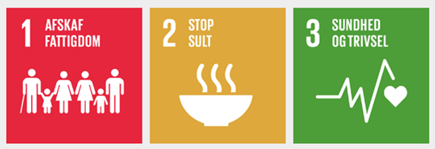 1 AFSKAF
FATTIGDOM
2 STOP
SULT
3 SUNDHED
OG TRIVSEL